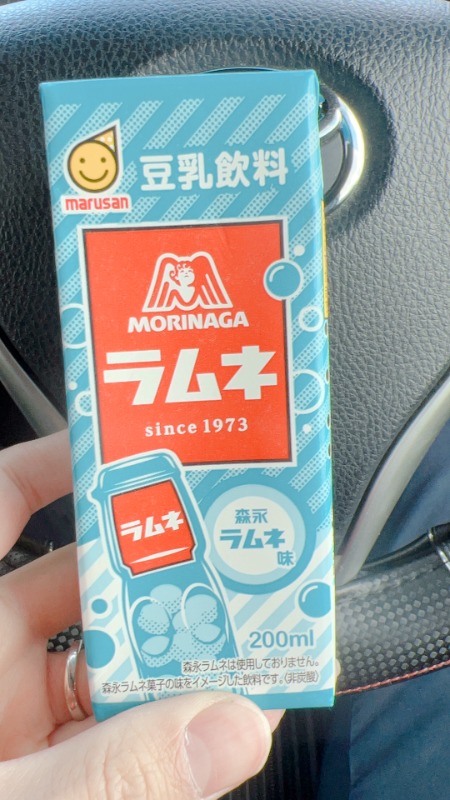 豆乳飲料
marusan
MORINAGA
ラムネ
since 1973
ラムネ
森永
ラムネ
味
200ml
森永ラムネは使用しておりません。
森永ラムネ菓子の味をイメージした飲料です。(非炭酸)